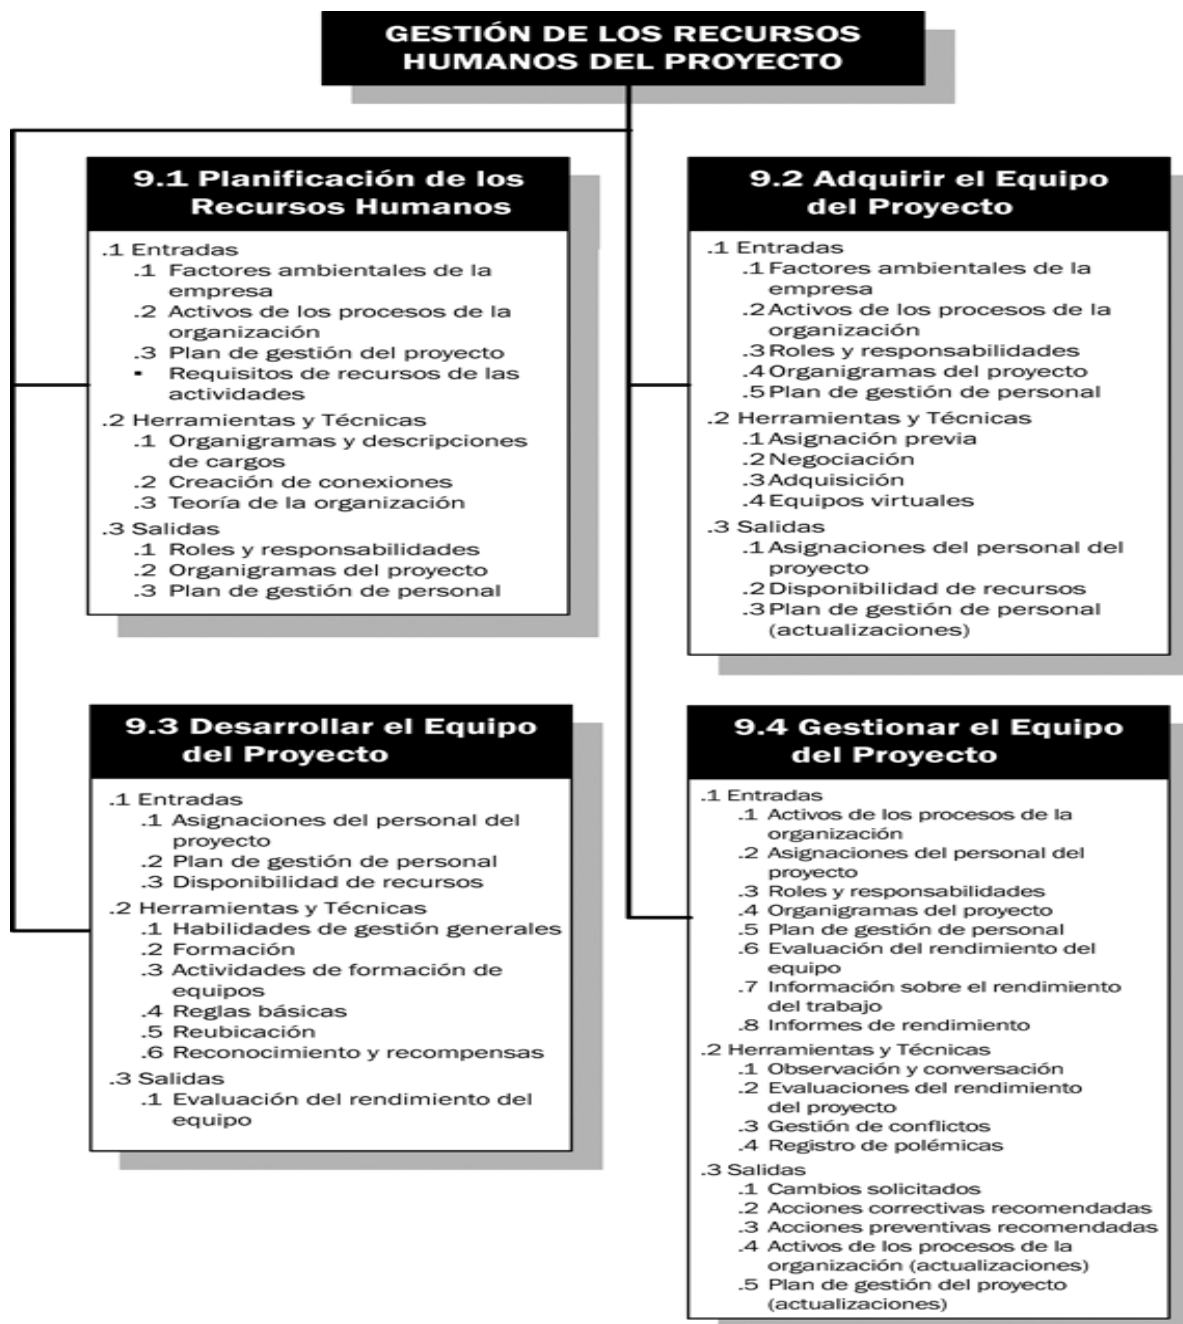 GESTIÓN DE LOS RECURSOS
HUMANOS DEL PROYECTO
9.1 Planificación de los
Recursos Humanos
.1 Entradas
.1 Factores ambientales de la
empresa
.2 Activos de los procesos de la
organización
.3 Plan de gestión del proyecto
▪ Requisitos de recursos de las
actividades
.2 Herramientas y Técnicas
.1 Organigramas y descripciones
de cargos
.2 Creación de conexiones
.3 Teoría de la organización
.3 Salidas
.1 Roles y responsabilidades
.2 Organigramas del proyecto
.3 Plan de gestión de personal
9.2 Adquirir el Equipo
del Proyecto
.1 Entradas
.1 Factores ambientales de la
empresa
.2 Activos de los procesos de la
organización
.3 Roles y responsabilidades
.4 Organigramas del proyecto
.5 Plan de gestión de personal
.2 Herramientas y Técnicas
.1 Asignación previa
.2 Negociación
.3 Adquisición
.4 Equipos virtuales
.3 Salidas
.1 Asignaciones del personal del
proyecto
.2 Disponibilidad de recursos
.3 Plan de gestión de personal
(actualizaciones)
9.3 Desarrollar el Equipo
del Proyecto
.1 Entradas
.1 Asignaciones del personal del
proyecto
.2 Plan de gestión de personal
.3 Disponibilidad de recursos
.2 Herramientas y Técnicas
.1 Habilidades de gestión generales
.2 Formación
.3 Actividades de formación de
equipos
.4 Reglas básicas
.5 Reubicación
.6 Reconocimiento y recompensas
.3 Salidas
.1 Evaluación del rendimiento del
equipo
9.4 Gestionar el Equipo
del Proyecto
.1 Entradas
.1 Activos de los procesos de la
organización
.2 Asignaciones del personal del
proyecto
.3 Roles y responsabilidades
.4 Organigramas del proyecto
.5 Plan de gestión de personal
.6 Evaluación del rendimiento del
equipo
.7 Información sobre el rendimiento
del trabajo
.8 Informes de rendimiento
.2 Herramientas y Técnicas
.1 Observación y conversación
.2 Evaluaciones del rendimiento
del proyecto
.3 Gestión de conflictos
.4 Registro de polémicas
.3 Salidas
.1 Cambios solicitados
.2 Acciones correctivas recomendadas
.3 Acciones preventivas recomendadas
.4 Activos de los procesos de la
organización (actualizaciones)
.5 Plan de gestión del proyecto
(actualizaciones)